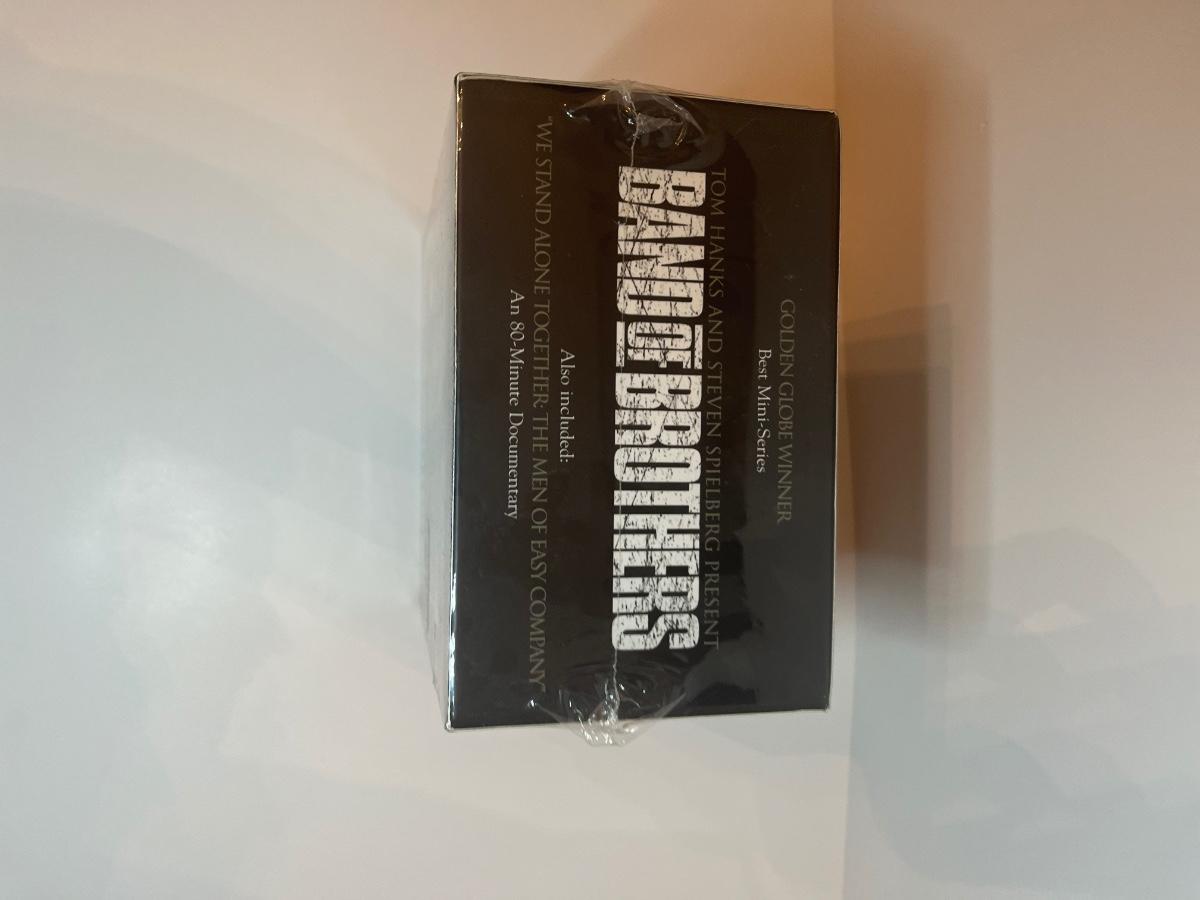 GOLDEN GLOBE WINNER
Best Mini-Series
TOM HANKS AND STEVEN SPIELBERG PRESENT
BAND OF BROTHERS
Also included:
"WE STAND ALONE TOGETHER: THE MEN OF EASY COMPANY"
An 80-Minute Documentary